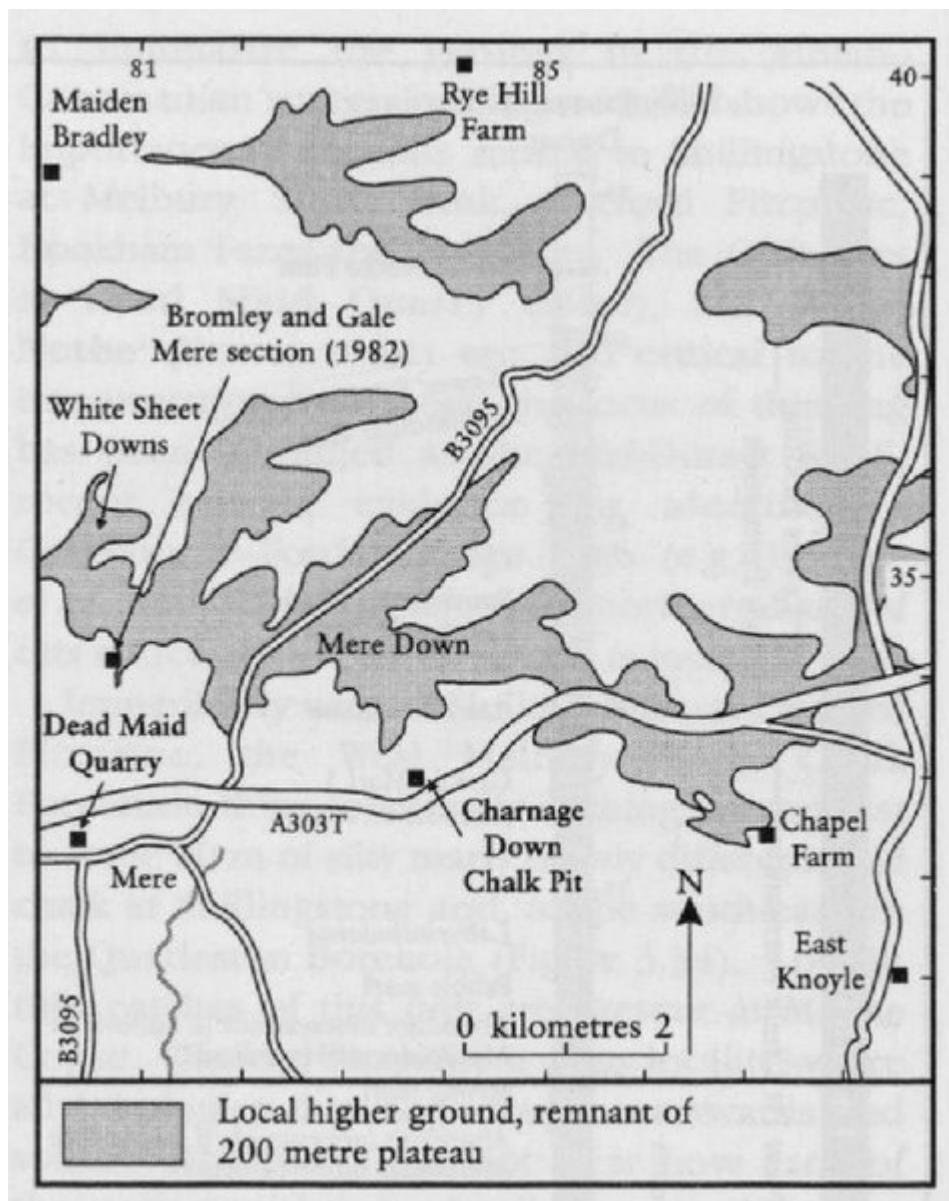 81
85
40
Maiden
Bradley
Rye Hill
Farm
Bromley and Gale
Mere section (1982)
White Sheet
Downs
B3095
35
Mere Down
Dead Maid
Quarry
A303T
Charnage
Down
Chalk Pit
Chapel
Farm
Mere
N
East
Knoyle
0 kilometres 2
B3095
Local higher ground, remnant of
200 metre plateau